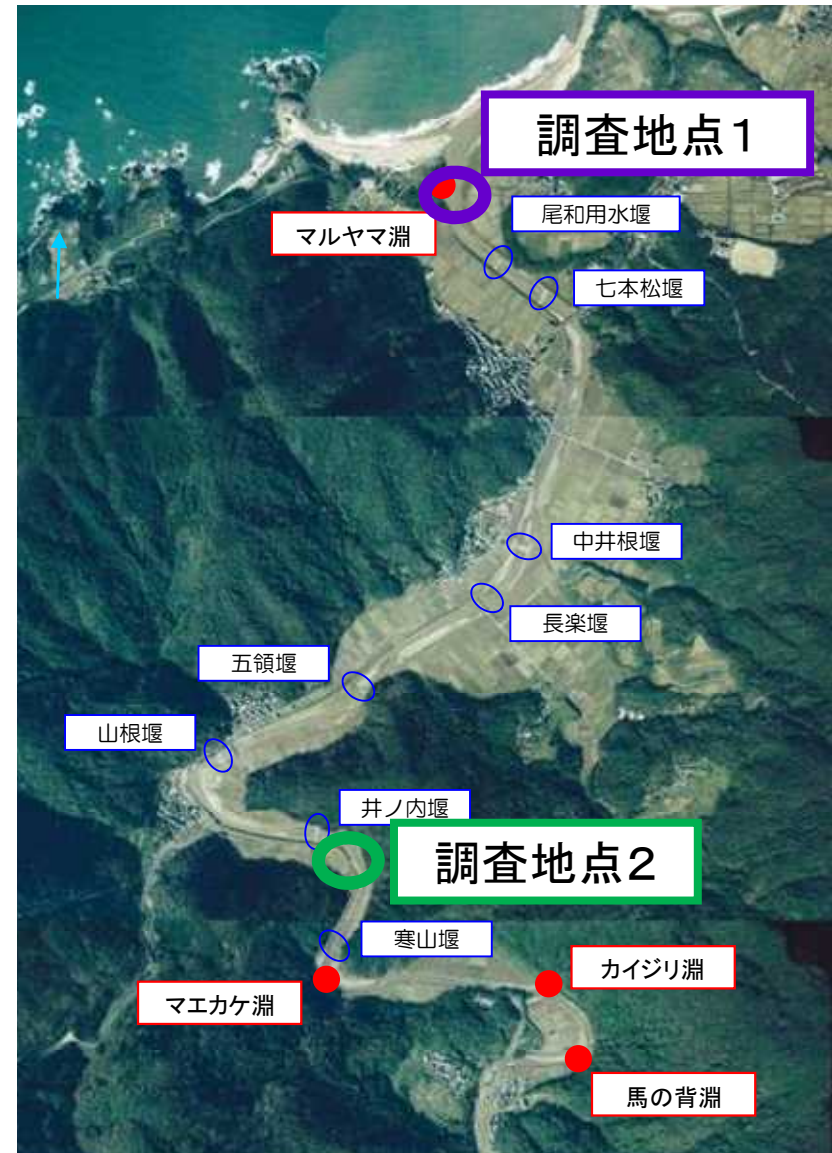 調査地点1
尾和用水堰
マルヤマ淵
七本松堰
中井根堰
長楽堰
五領堰
山根堰
井ノ内堰
調査地点2
寒山堰
カイジリ淵
マエカケ淵
馬の背淵